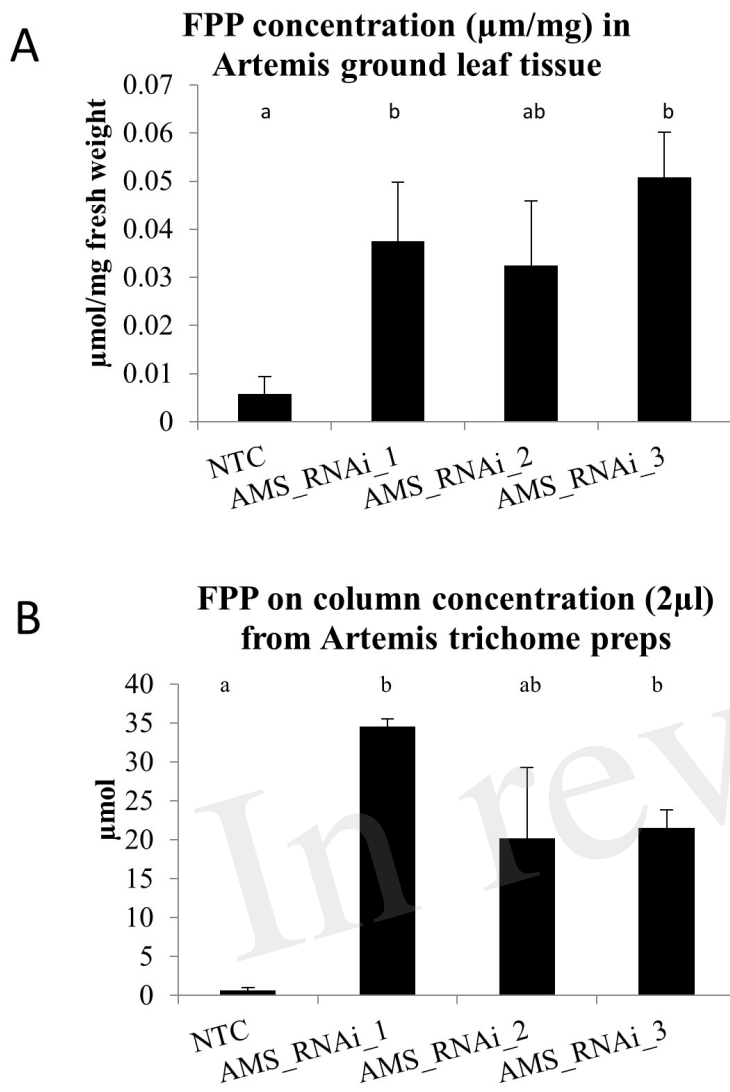 A
FPP concentration (µm/mg) in
Artemis ground leaf tissue
µmol/mg fresh weight
0.07
0.06
0.05
0.04
0.03
0.02
0.01
0
a b ab b
NTC
AMS_RNAi_1
AMS_RNAi_2
AMS_RNAi_3
B
FPP on column concentration (2µl)
from Artemis trichome preps
µmol
40
35
30
25
20
15
10
5
0
a b ab b
NTC
AMS_RNAi_1
AMS_RNAi_2
AMS_RNAi_3
In rev